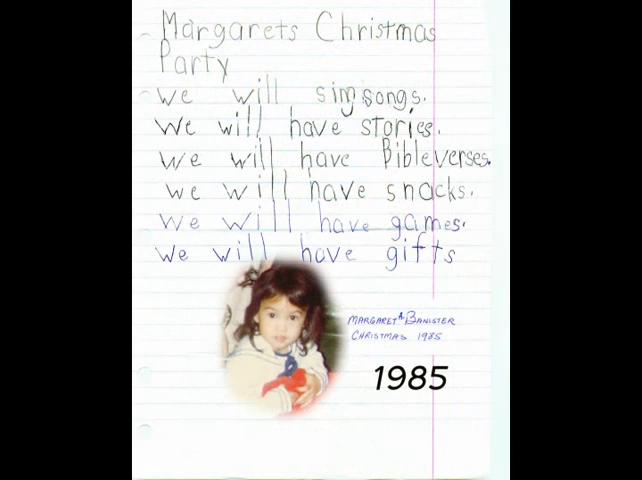 Margarets Christmas
Party
We will sing songs.
We will have stories.
We will have Bibleverses.
we will have snacks.
We will have games.
We will have gifts
MARGARET A. BANISTER
CHRISTMAS 1985
1985